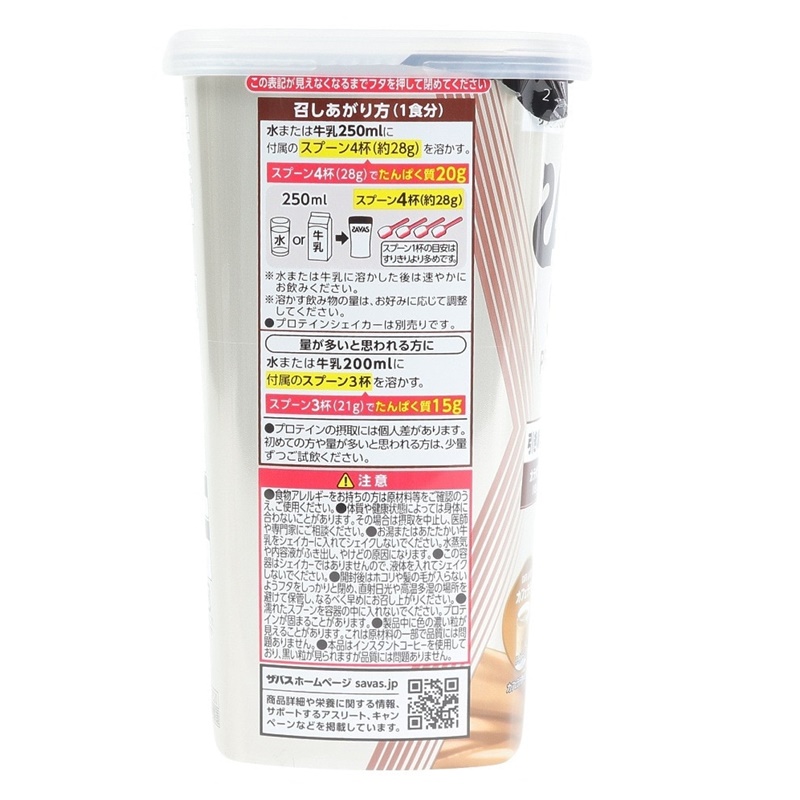 この表記が見えなくなるまでフタを押して閉めてください
2
召しあがり方（1食分）
水または牛乳250mlに
付属の スプーン4杯（約28g） を溶かす。
スプーン4杯（28g）でたんぱく質20g
250ml スプーン4杯（約28g）
水 or 牛乳 SAVAS
スプーン1杯の目安は
すりきりより多めです。
※水または牛乳に溶かした後は速やかに
お飲みください。
※溶かす飲み物の量は、お好みに応じて調整
してください。
●プロテインシェイカーは別売りです。
量が多いと思われる方に
水または牛乳200mlに
付属のスプーン3杯を溶かす。
スプーン3杯（21g）でたんぱく質15g
●プロテインの摂取には個人差があります。
初めての方や量が多いと思われる方は、少量
ずつご試飲ください。
注意
●食物アレルギーをお持ちの方は原材料等をご確認のう
え、ご使用ください。●体質や健康状態によっては身体に
合わないことがあります。その場合は摂取を中止し、医師
や専門家にご相談ください。●お湯またはあたたかい牛
乳をシェイカーに入れてシェイクしないでください。水蒸気
や内容液がふき出し、やけどの原因になります。●この容
器はシェイカーではありませんので、液体を入れてシェイク
しないでください。●開封後はホコリや髪の毛が入らない
ようフタをしっかりと閉め、直射日光や高温多湿の場所を
避けて保管し、なるべく早めにお召し上がりください。●
濡れたスプーンを容器の中に入れないでください。プロテイ
ンが固まることがあります。●製品中に色の濃い粒が
見えることがあります。これは原材料の一部で品質には問
題ありません。●本品はインスタントコーヒーを使用して
おり、黒い粒が見られますが品質には問題ありません。
ザバス ホームページ savas.jp
商品詳細や栄養に関する情報、
サポートするアスリート、キャン
ペーンなどを掲載しています。